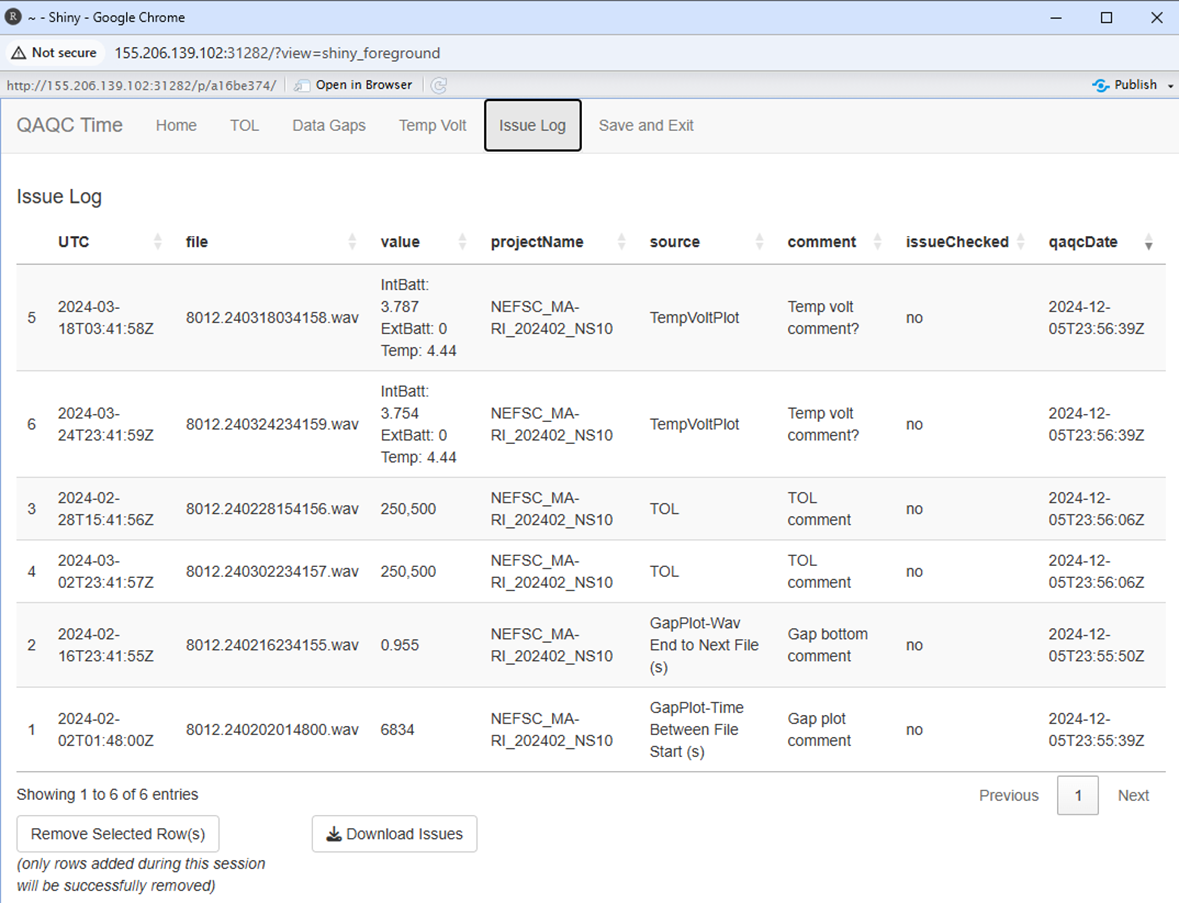 R ~ - Shiny - Google Chrome
Not secure 155.206.139.102:31282/?view=shiny_foreground
http://155.206.139.102:31282/p/a16be374/ Open in Browser Publish
QAQC Time Home TOL Data Gaps Temp Volt Issue Log Save and Exit
Issue Log
UTC file value projectName source comment issueChecked qaqcDate
5 2024-03-18T03:41:58Z 8012.240318034158.wav IntBatt: 3.787 ExtBatt: 0 Temp: 4.44 NEFSC_MA-RI_202402_NS10 TempVoltPlot Temp volt comment? no 2024-12-05T23:56:39Z
6 2024-03-24T23:41:59Z 8012.240324234159.wav IntBatt: 3.754 ExtBatt: 0 Temp: 4.44 NEFSC_MA-RI_202402_NS10 TempVoltPlot Temp volt comment? no 2024-12-05T23:56:39Z
3 2024-02-28T15:41:56Z 8012.240228154156.wav 250,500 NEFSC_MA-RI_202402_NS10 TOL TOL comment no 2024-12-05T23:56:06Z
4 2024-03-02T23:41:57Z 8012.240302234157.wav 250,500 NEFSC_MA-RI_202402_NS10 TOL TOL comment no 2024-12-05T23:56:06Z
2 2024-02-16T23:41:55Z 8012.240216234155.wav 0.955 NEFSC_MA-RI_202402_NS10 GapPlot-Wav End to Next File (s) Gap bottom comment no 2024-12-05T23:55:50Z
1 2024-02-02T01:48:00Z 8012.240202014800.wav 6834 NEFSC_MA-RI_202402_NS10 GapPlot-Time Between File Start (s) Gap plot comment no 2024-12-05T23:55:39Z
Showing 1 to 6 of 6 entries Previous 1 Next
Remove Selected Row(s) Download Issues
(only rows added during this session
will be successfully removed)